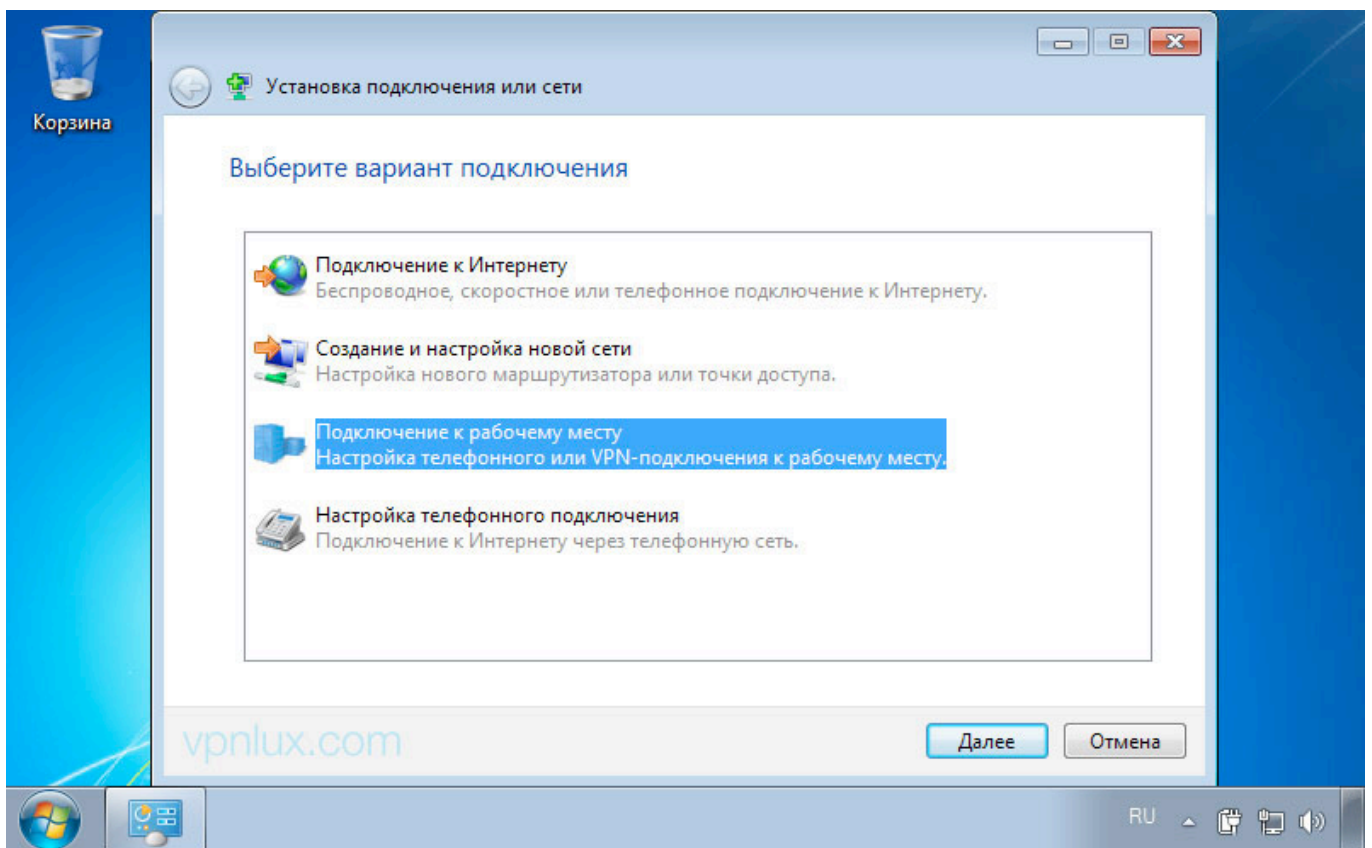 Корзина
Установка подключения или сети
Выберите вариант подключения
Подключение к Интернету
Беспроводное, скоростное или телефонное подключение к Интернету.
Создание и настройка новой сети
Настройка нового маршрутизатора или точки доступа.
Подключение к рабочему месту
Настройка телефонного или VPN-подключения к рабочему месту.
Настройка телефонного подключения
Подключение к Интернету через телефонную сеть.
vpnlux.com
Далее
Отмена
RU